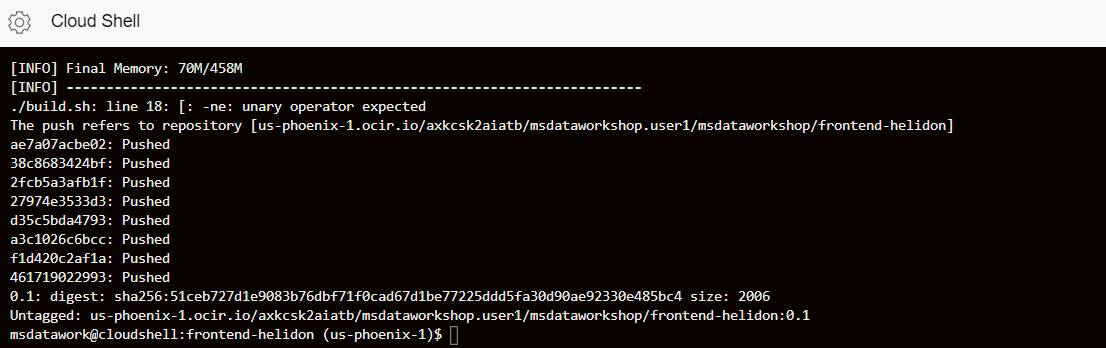 Cloud Shell
[INFO] Final Memory: 70M/458M
[INFO] ------------------------------------------------------------------------
./build.sh: line 18: [: -ne: unary operator expected
The push refers to repository [us-phoenix-1.ocir.io/axkcsk2aiatb/msdataworkshop.user1/msdataworkshop/frontend-helidon]
ae7a07acbe02: Pushed
38c8683424bf: Pushed
2fcb5a3afb1f: Pushed
27974e3533d3: Pushed
d35c5bda4793: Pushed
a3c1026c6bcc: Pushed
f1d420c2af1a: Pushed
461719022993: Pushed
0.1: digest: sha256:51ceb727d1e9083b76dbf71f0cad67d1be77225ddd5fa30d90ae92330e485bc4 size: 2006
Untagged: us-phoenix-1.ocir.io/axkcsk2aiatb/msdataworkshop.user1/msdataworkshop/frontend-helidon:0.1
msdatawork@cloudshell:frontend-helidon (us-phoenix-1)$